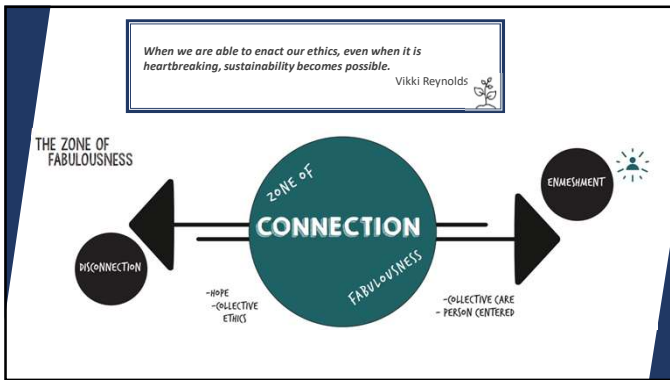 When we are able to enact our ethics, even when it is
heartbreaking, sustainability becomes possible.
Vikki Reynolds
THE ZONE OF
FABULOUSNESS
ENMESHMENT
ZONE OF
CONNECTION
FABULOUSNESS
DISCONNECTION
-HOPE
-COLLECTIVE
ETHICS
-COLLECTIVE CARE
- PERSON CENTERED